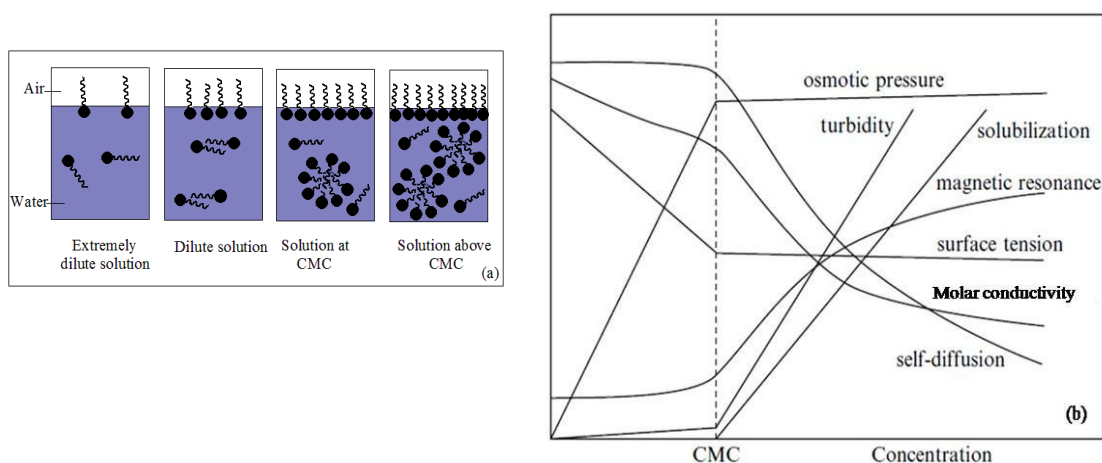 Air
Water
Extremely
dilute solution
Dilute solution
Solution at
CMC
Solution above
CMC
(a)
osmotic pressure
turbidity
solubilization
magnetic resonance
surface tension
Molar conductivity
self-diffusion
(b)
CMC
Concentration